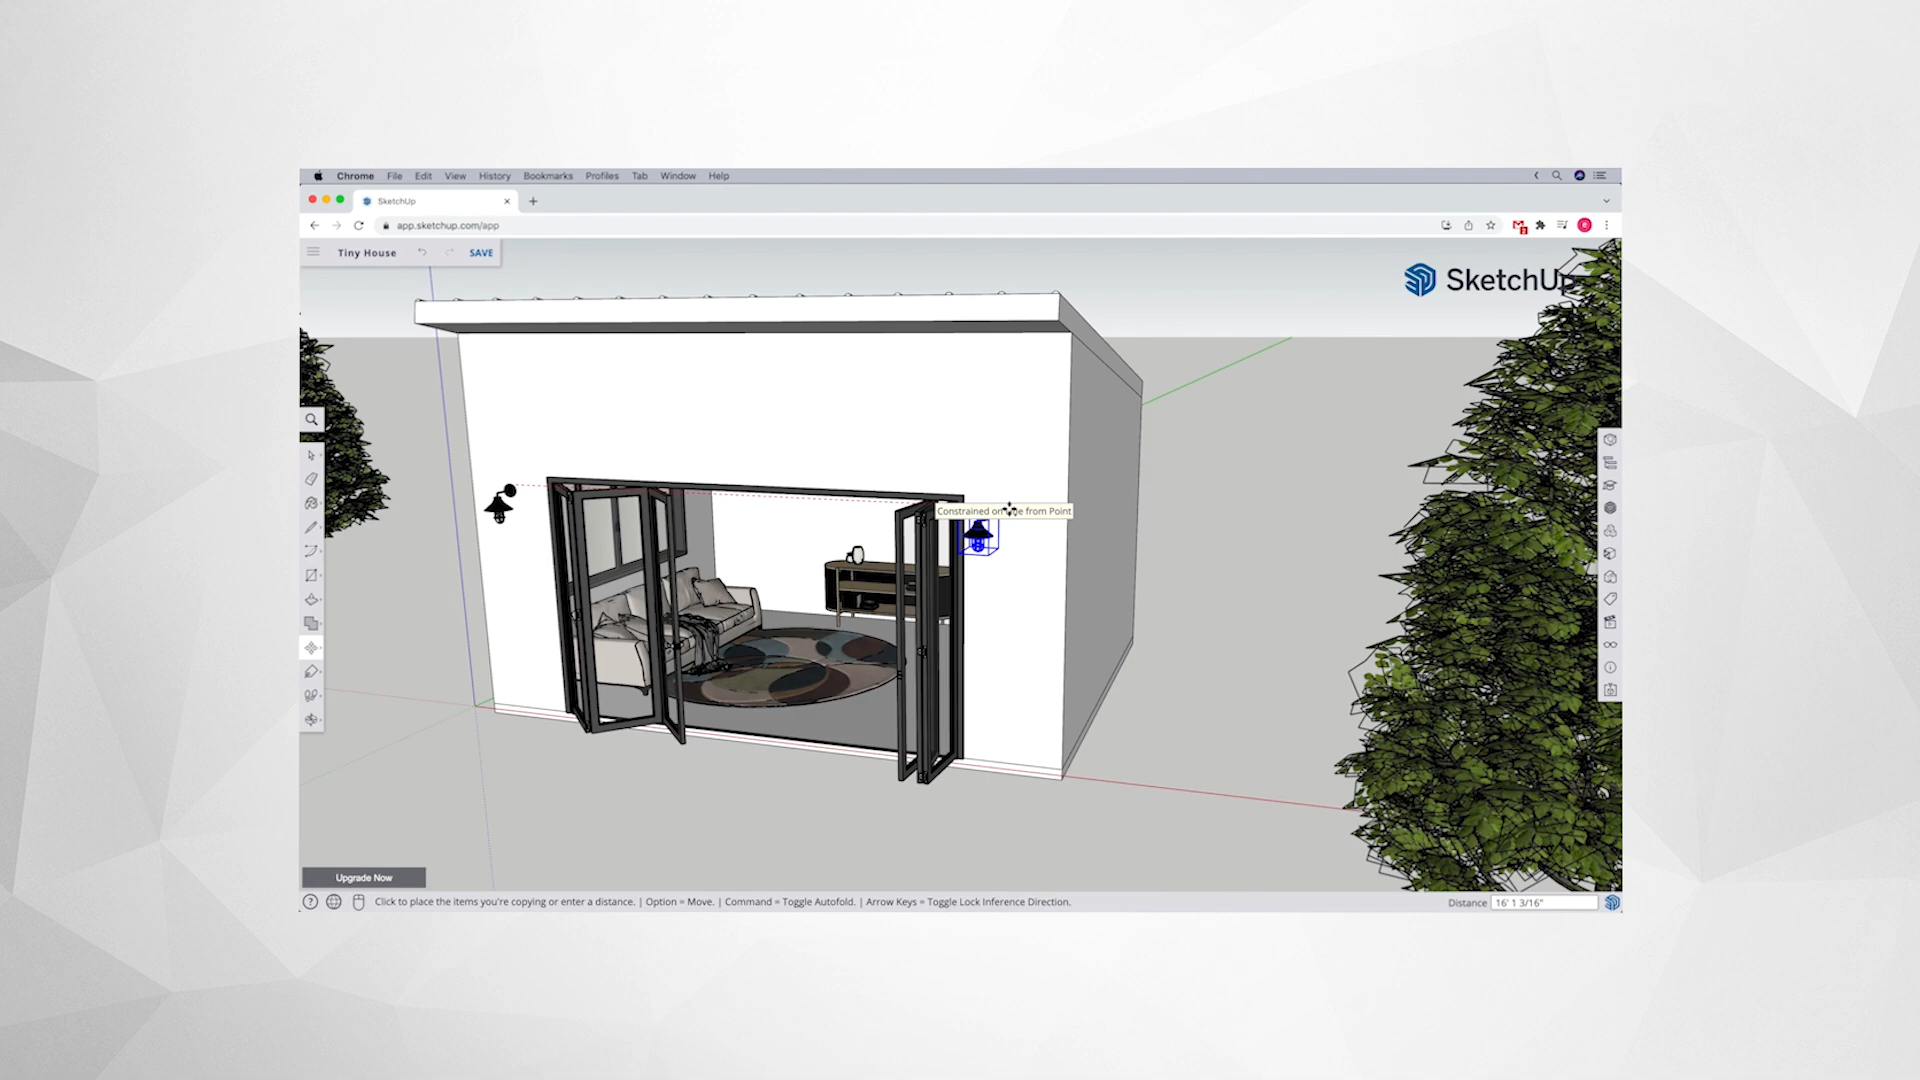 Chrome File Edit View History Bookmarks Profiles Tab Window Help
SketchUp
app.sketchup.com/app
Tiny House SAVE
SketchUp
Constrained on from Point
Upgrade Now
Click to place the items you're copying or enter a distance. | Option = Move. | Command = Toggle Autofold. | Arrow Keys = Toggle Lock Inference Direction.
Distance 16' 1 3/16"